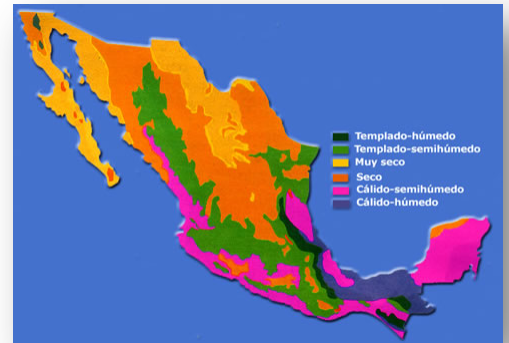 Templado-húmedo
Templado-semihúmedo
Muy seco
Seco
Cálido-semihúmedo
Cálido-húmedo